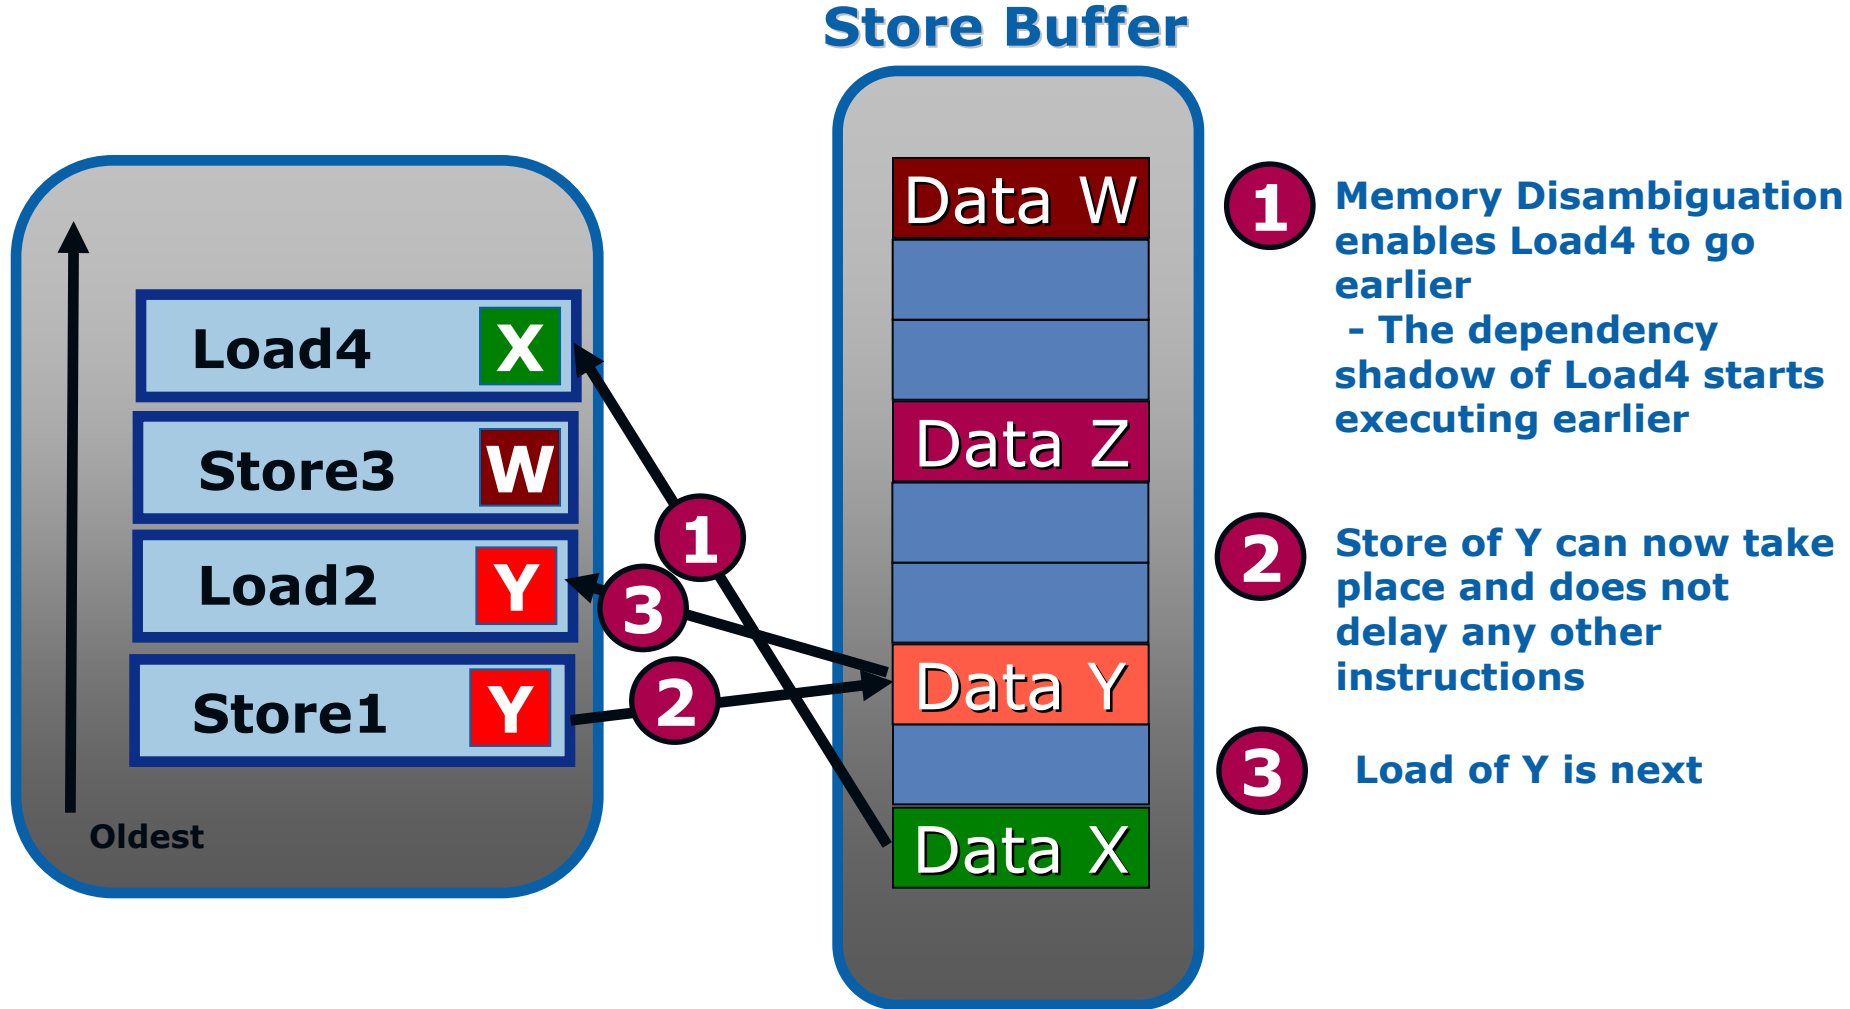 Store Buffer
Load4 X
Store3 W
Load2 Y
Store1 Y
Oldest
1
3
2
Data W
Data Z
Data Y
Data X
1 Memory Disambiguation
enables Load4 to go
earlier
- The dependency
shadow of Load4 starts
executing earlier
2 Store of Y can now take
place and does not
delay any other
instructions
3 Load of Y is next